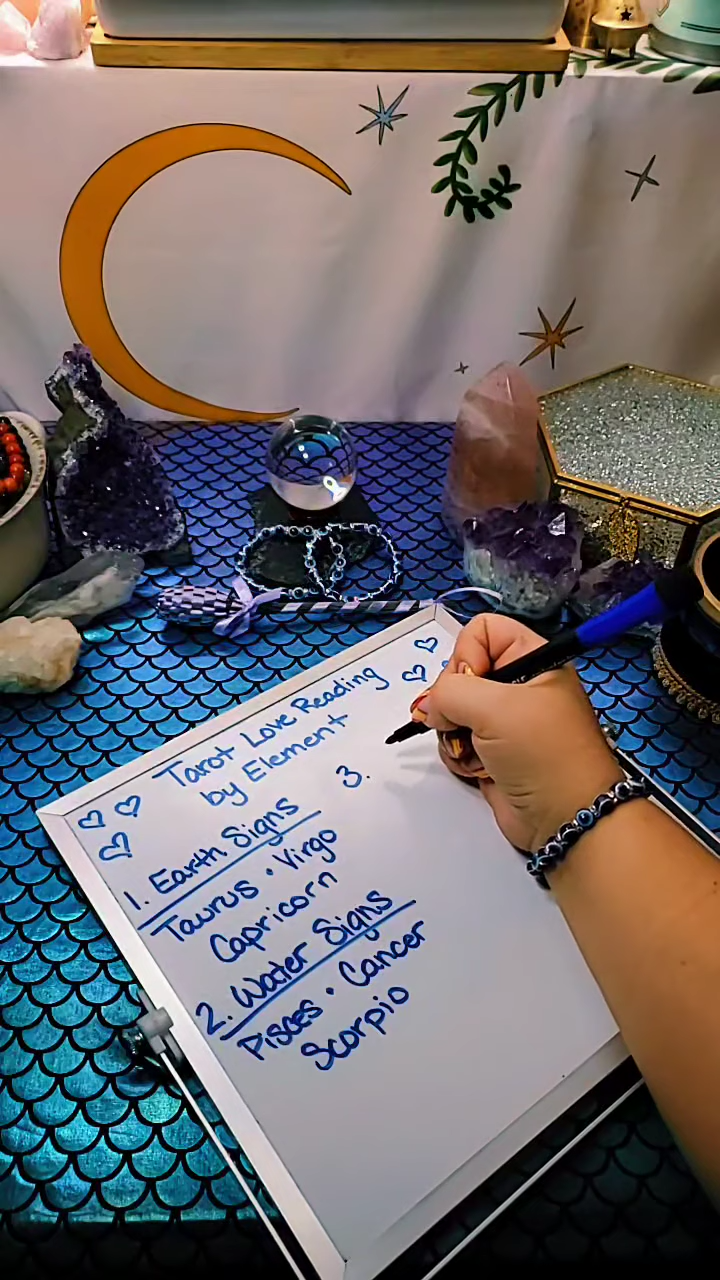 Tarot Love Reading
by Element
1. Earth Signs
Taurus • Virgo
Capricorn
2. Water Signs
Pisces • Cancer
Scorpio
3.